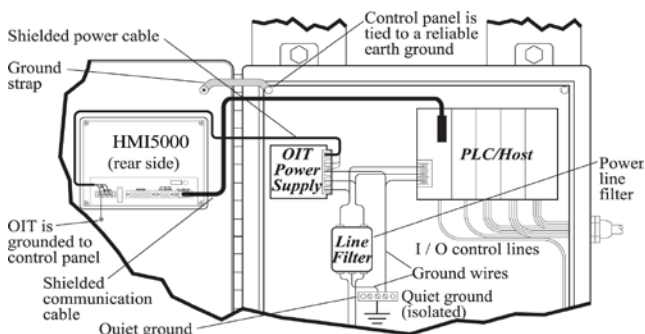 Shielded power cable
Control panel is
tied to a reliable
earth ground
Ground
strap
HMI5000
(rear side)
OIT
Power
Supply
PLC/Host
Power
line
filter
OIT is
grounded to
control panel
Line
Filter
I / O control lines
Ground wires
Shielded
communication
cable
Quiet ground
(isolated)
Quiet ground